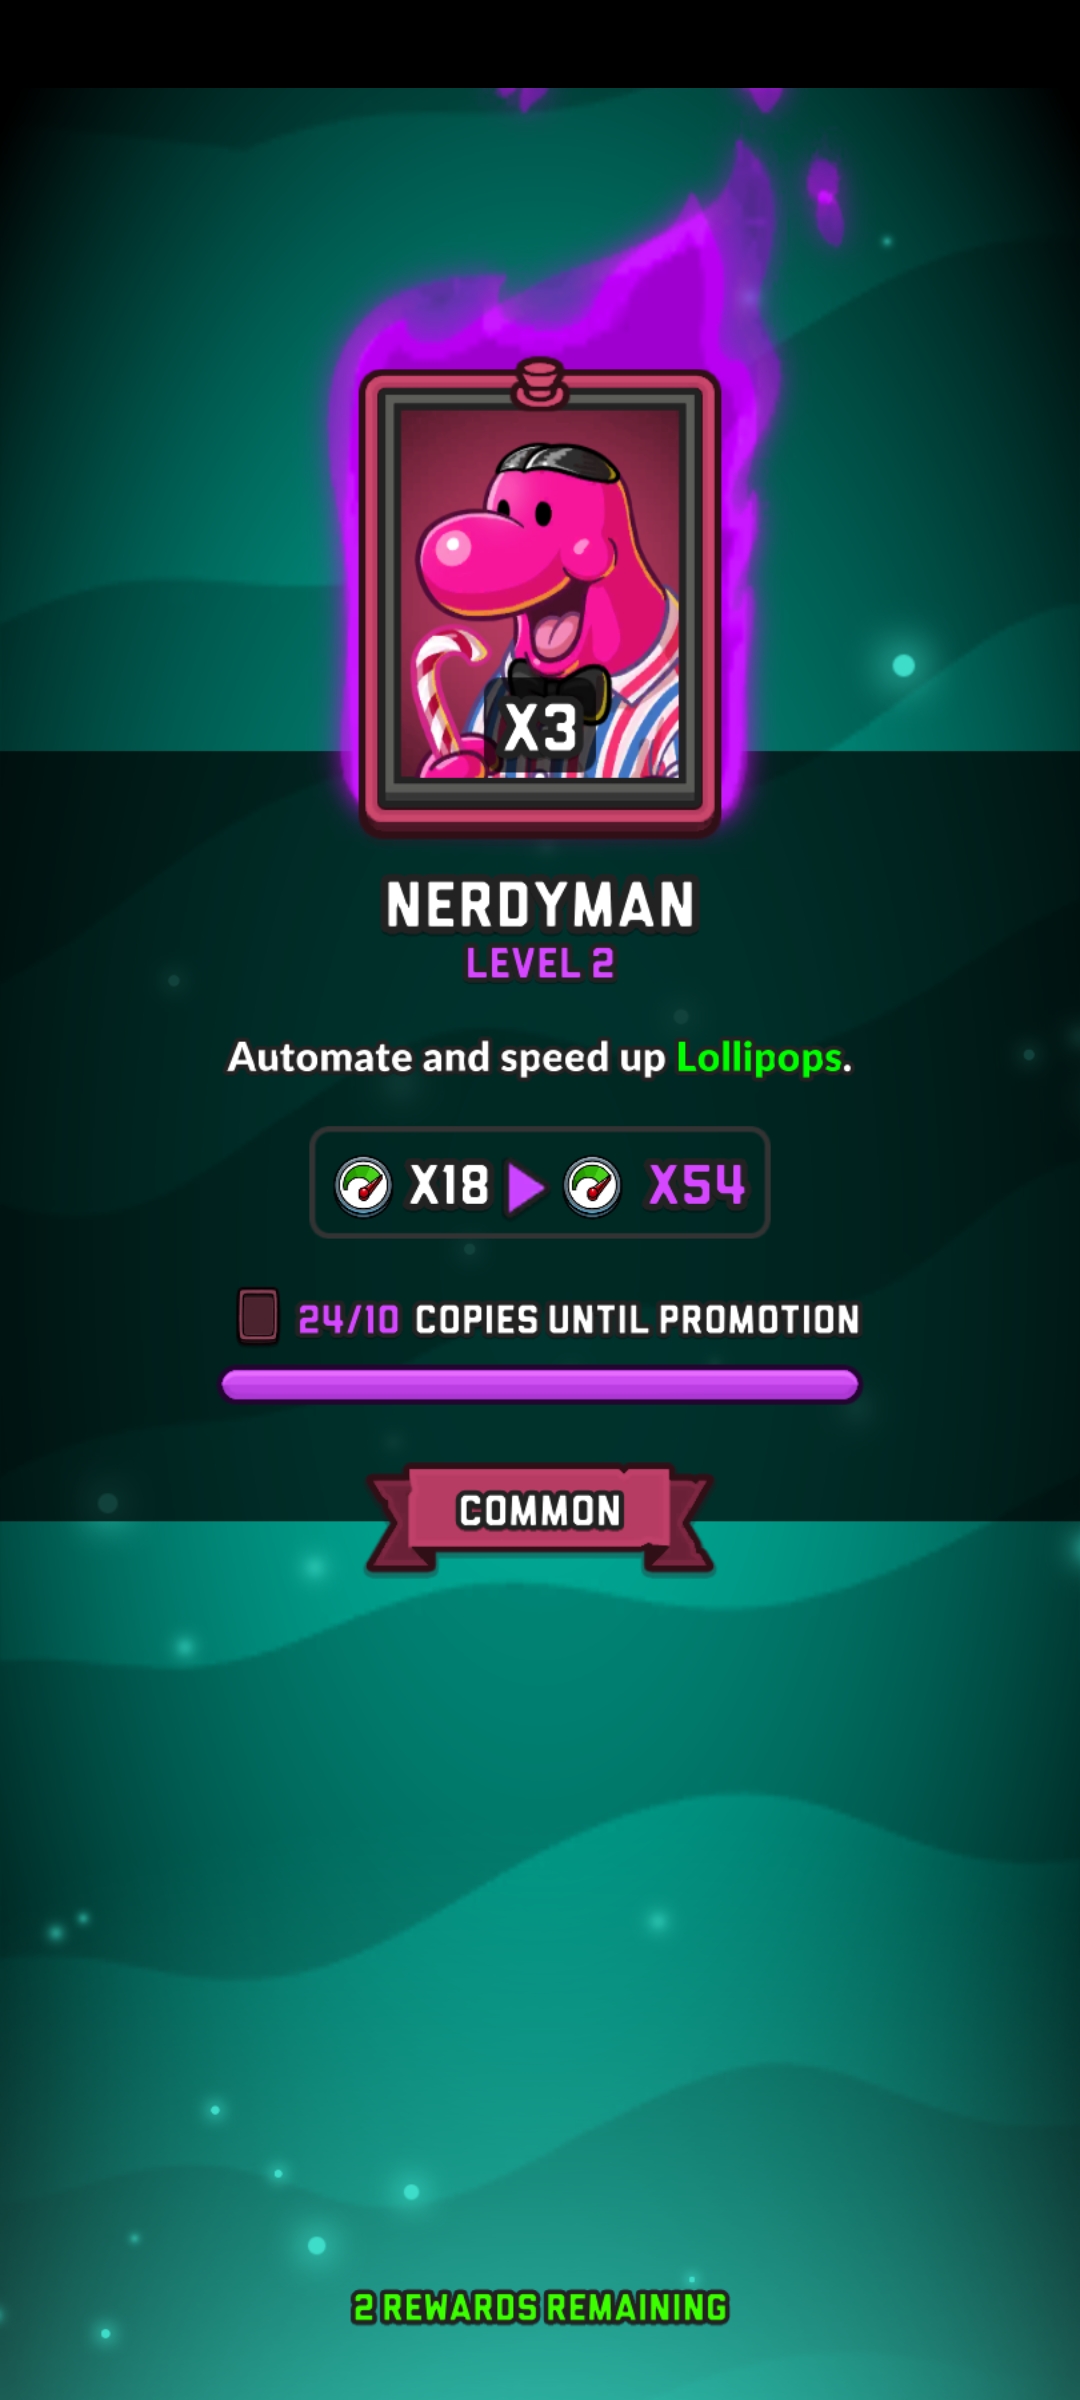 X3
NERDYMAN
LEVEL 2
Automate and speed up Lollipops.
X18 X54
24/10 COPIES UNTIL PROMOTION
COMMON
2 REWARDS REMAINING